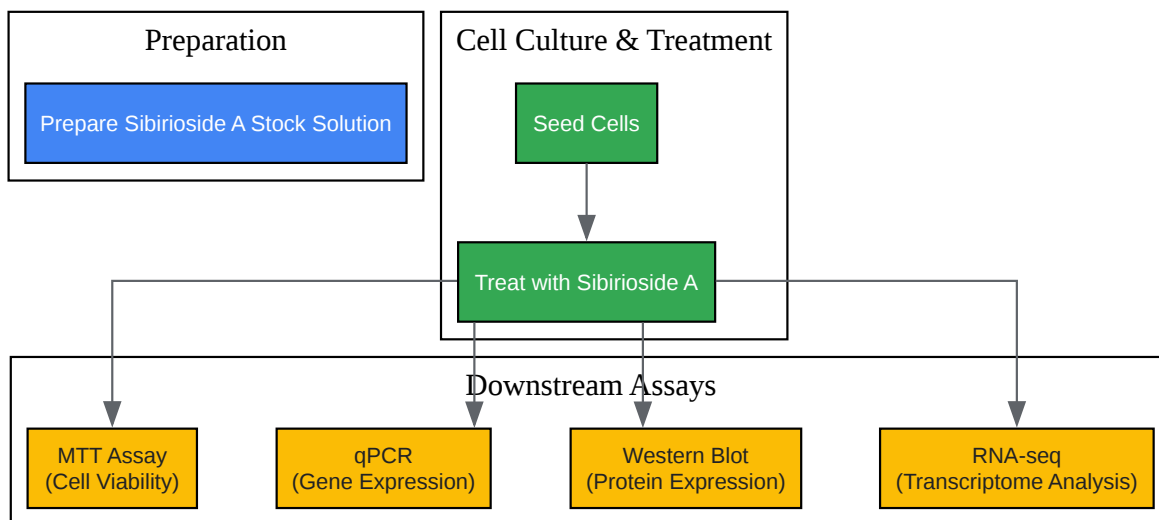 Preparation
Prepare Sibirioside A Stock Solution
Cell Culture & Treatment
Seed Cells
Treat with Sibirioside A
Downstream Assays
MTT Assay
(Cell Viability)
qPCR
(Gene Expression)
Western Blot
(Protein Expression)
RNA-seq
(Transcriptome Analysis)